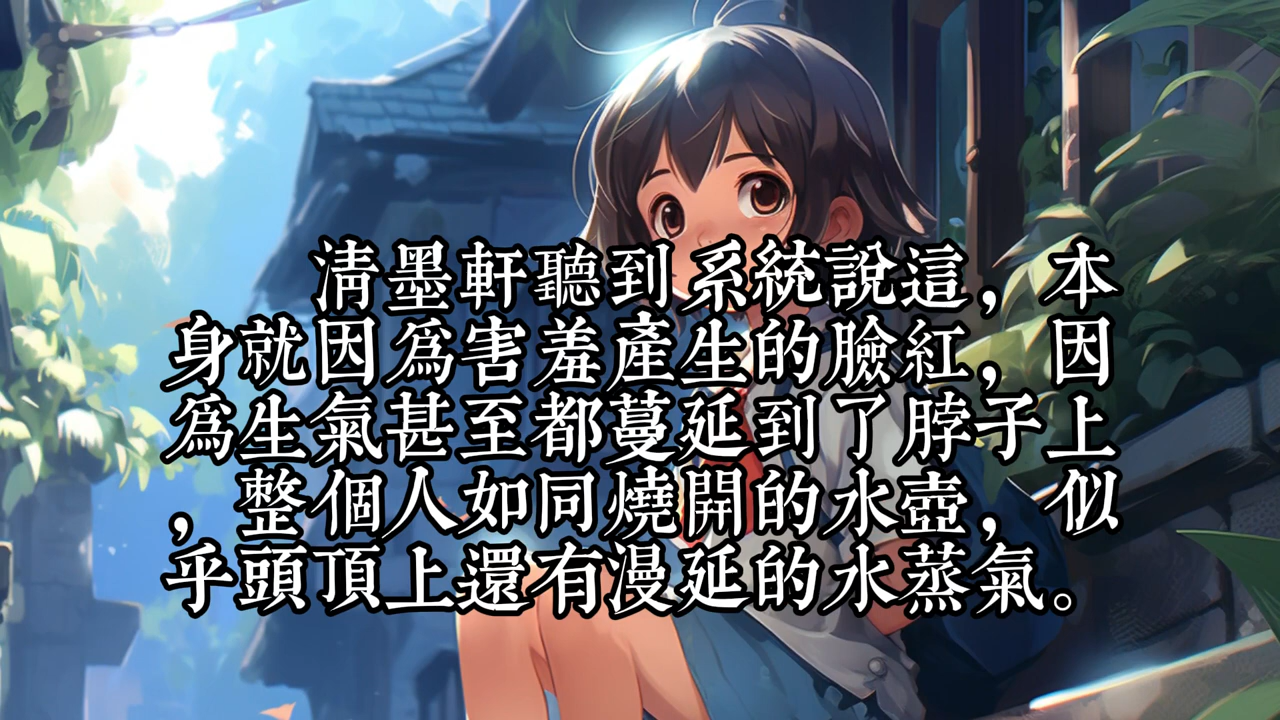 清墨軒聽到系統說這，本
身就因爲害羞產生的臉紅，因
爲生氣甚至都蔓延到了脖子上
，整個人如同燒開的水壺，似
乎頭頂上還有漫延的水蒸氣。